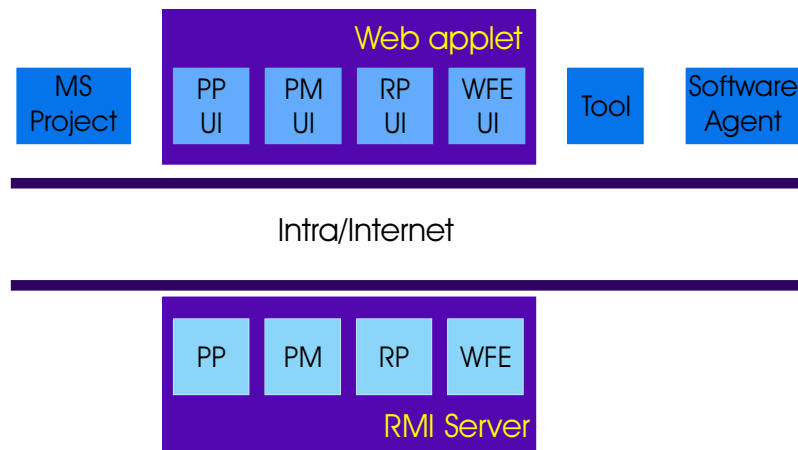 Web applet
MS
Project
PP
UI
PM
UI
RP
UI
WFE
UI
Tool
Software
Agent
Intra/Internet
PP
PM
RP
WFE
RMI Server